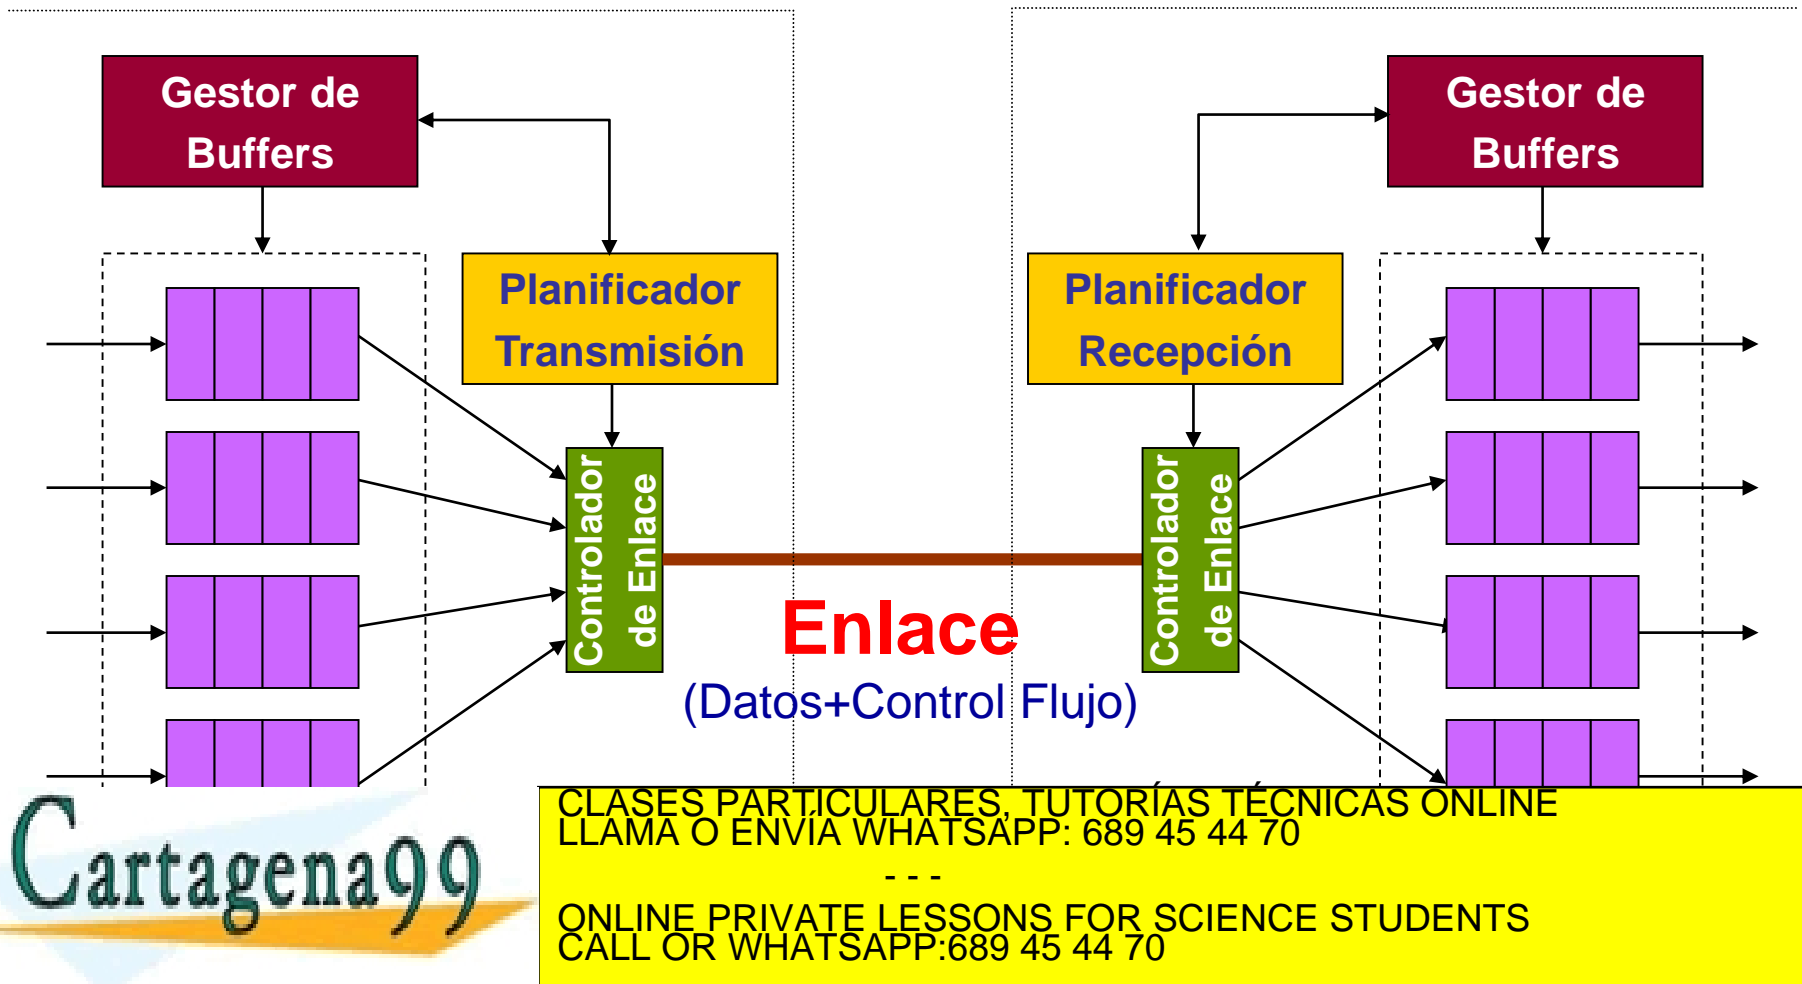 Gestor de
Buffers
Gestor de
Buffers
Planificador
Transmisión
Planificador
Recepción
Controlador
de Enlace
Controlador
de Enlace
Enlace
(Datos+Control Flujo)
Cartagena99
CLASES PARTICULARES, TUTORÍAS TÉCNICAS ONLINE
LLAMA O ENVÍA WHATSAPP: 689 45 44 70
- - -
ONLINE PRIVATE LESSONS FOR SCIENCE STUDENTS
CALL OR WHATSAPP:689 45 44 70